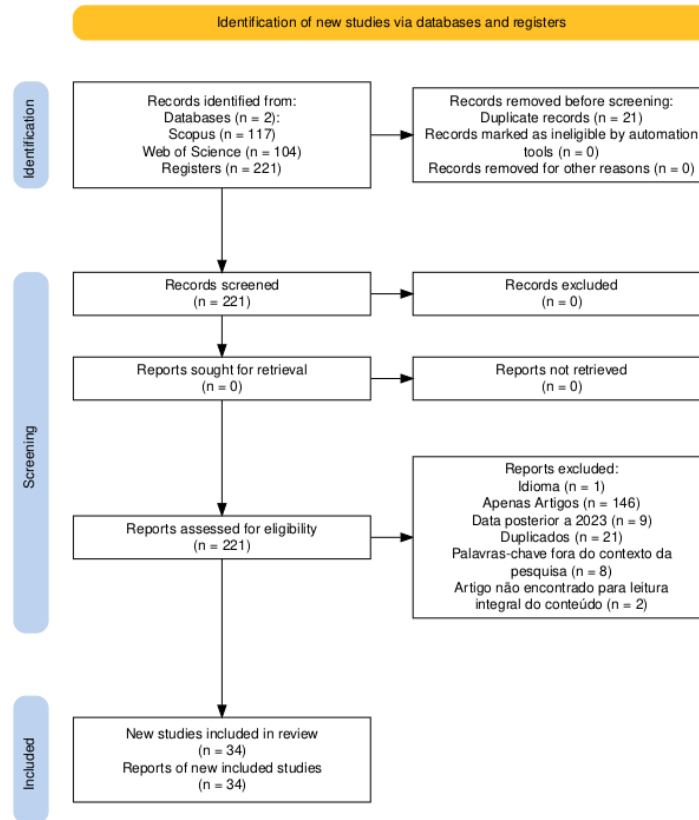 Identification of new studies via databases and registers
Identification
Records identified from:
Databases (n = 2):
Scopus = 117
Web of Science = 104)
Registers (n = 221)
Records removed before screening:
Duplicate records (n = 21)
Records marked as ineligible by automation
tools (n = 0)
Records removed for other reasons (n = 0)
Screening
Records screened
(n = 221)
Records excluded
(n = 0)
Reports sought for retrieval
(n = 0)
Reports not retrieved
(n = 0)
Reports assessed for eligibility
(n = 221)
Reports excluded:
Idioma (n = 1)
Apenas Artigos (n = 146)
Data posterior a 2023 (n = 9)
Duplicados (n = 21)
Palavras-chave fora do contexto da
pesquisa (n = 8)
Artigo não encontrado para leitura
integral do conteúdo (n = 2)
Included
New studies included in review
(n = 34)
Reports of new included studies
(n = 34)